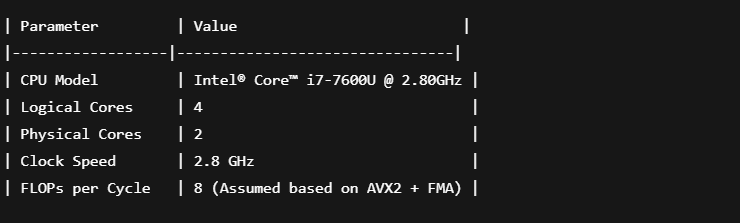 | Parameter        | Value                         |
|------------------|-------------------------------|
| CPU Model        | Intel® Core™ i7-7600U @ 2.80GHz |
| Logical Cores    | 4                              |
| Physical Cores   | 2                              |
| Clock Speed      | 2.8 GHz                        |
| FLOPs per Cycle  | 8 (Assumed based on AVX2 + FMA) |